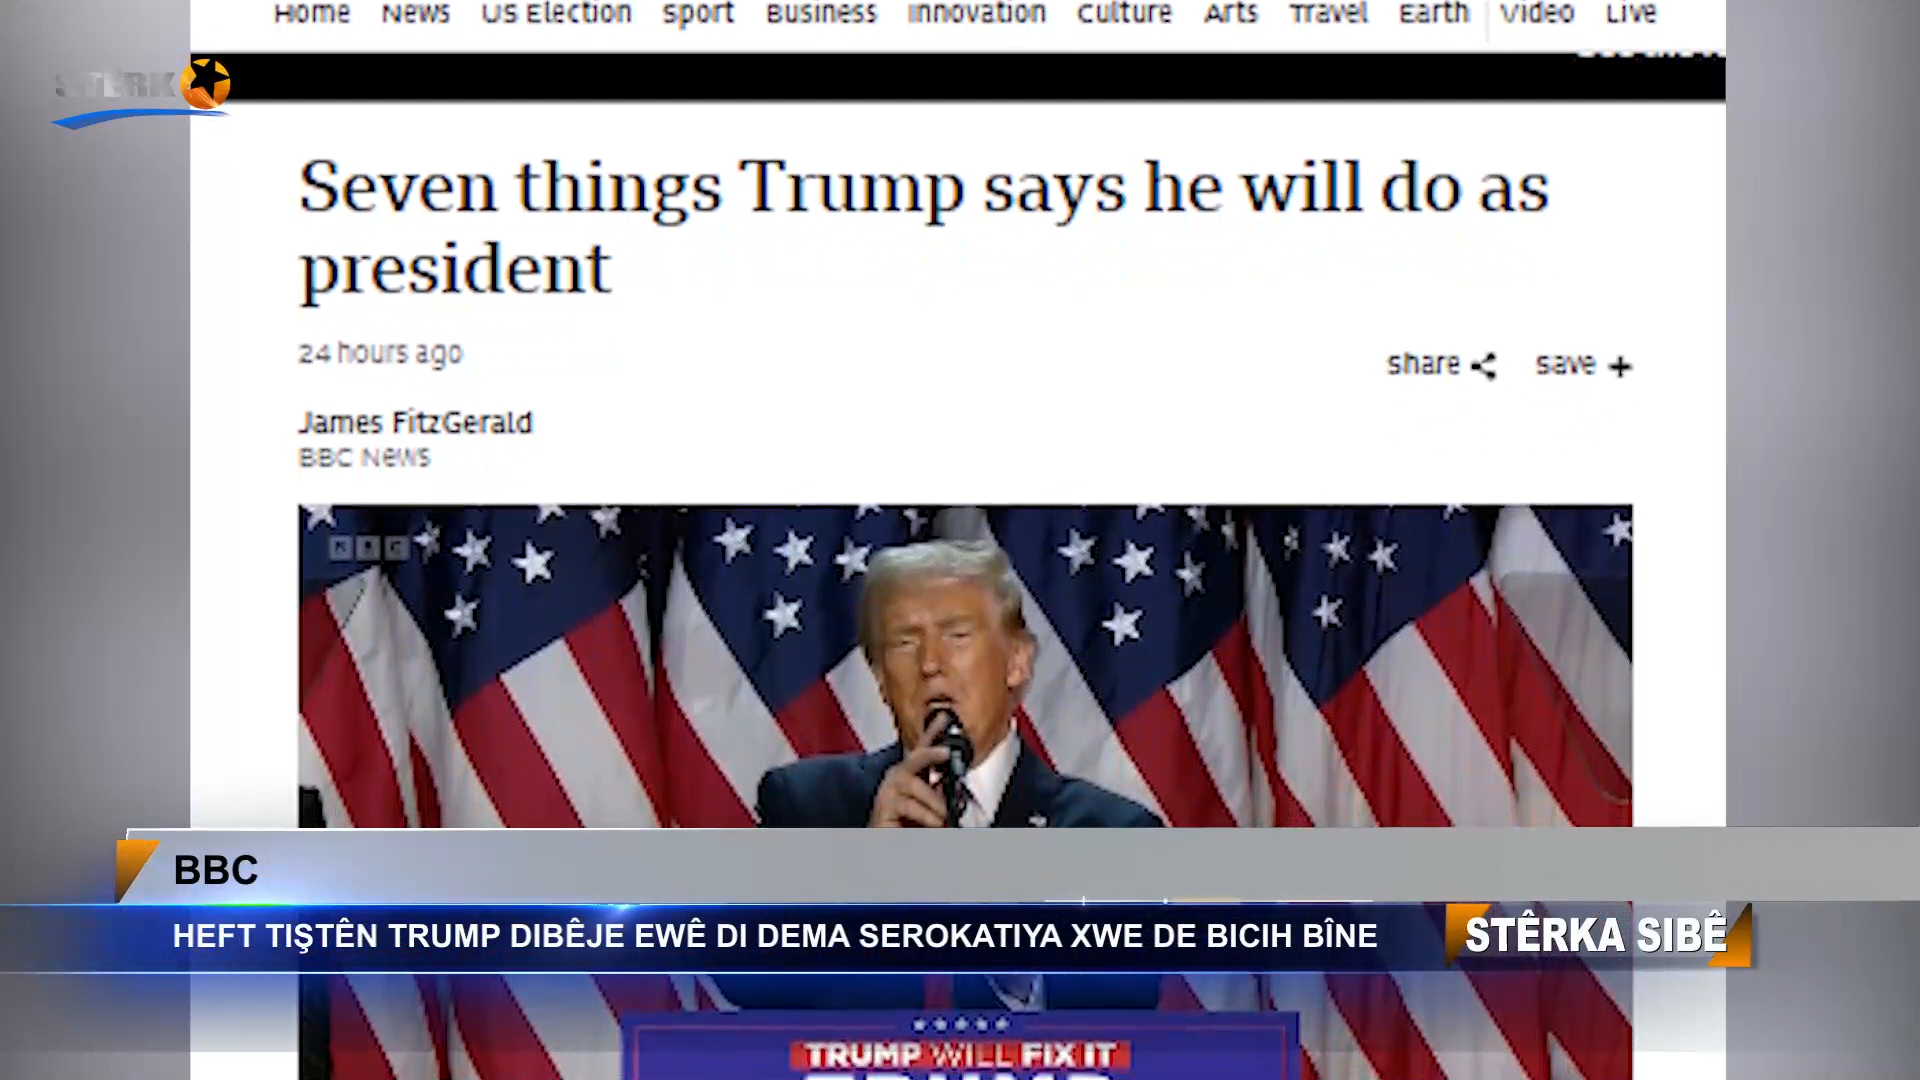 Home News US Election Sport Business Innovation Culture Arts Travel Earth Video Live
STÊRK
Seven things Trump says he will do as
president
24 hours ago
share save
James FitzGerald
BBC News
BBC
BBC
HEFT TIŞTÊN TRUMP DIBÊJE EWÊ DI DEMA SEROKATIYA XWE DE BICIH BÎNE
STÊRKA SIBÊ
TRUMP WILL FIX IT